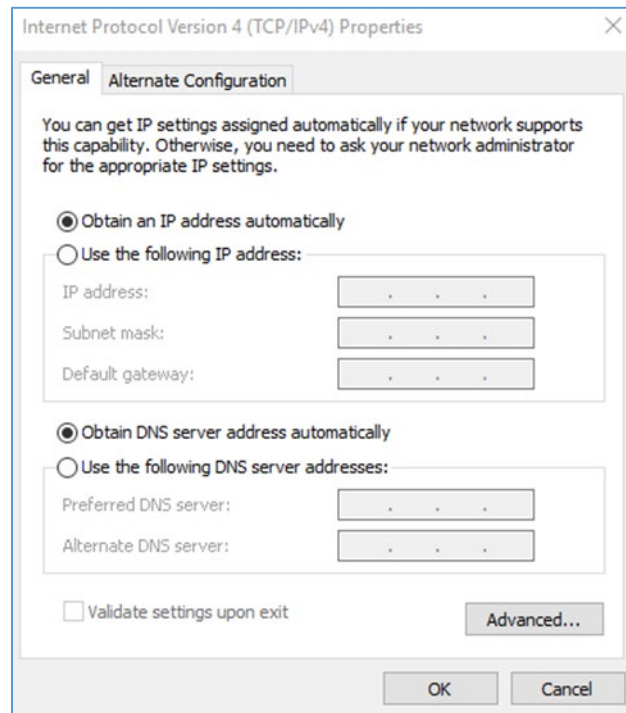 Internet Protocol Version 4 (TCP/IPv4) Properties
General
Alternate Configuration
You can get IP settings assigned automatically if your network supports
this capability. Otherwise, you need to ask your network administrator
for the appropriate IP settings.
Obtain an IP address automatically
Use the following IP address:
IP address:
Subnet mask:
Default gateway:
Obtain DNS server address automatically
Use the following DNS server addresses:
Preferred DNS server:
Alternate DNS server:
Validate settings upon exit
Advanced...
OK
Cancel